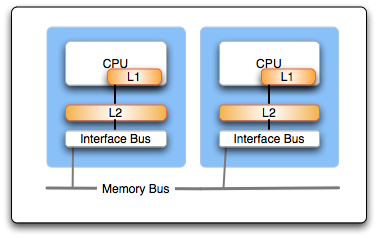 CPU
L1
L2
Interface Bus
CPU
L1
L2
Interface Bus
Memory Bus